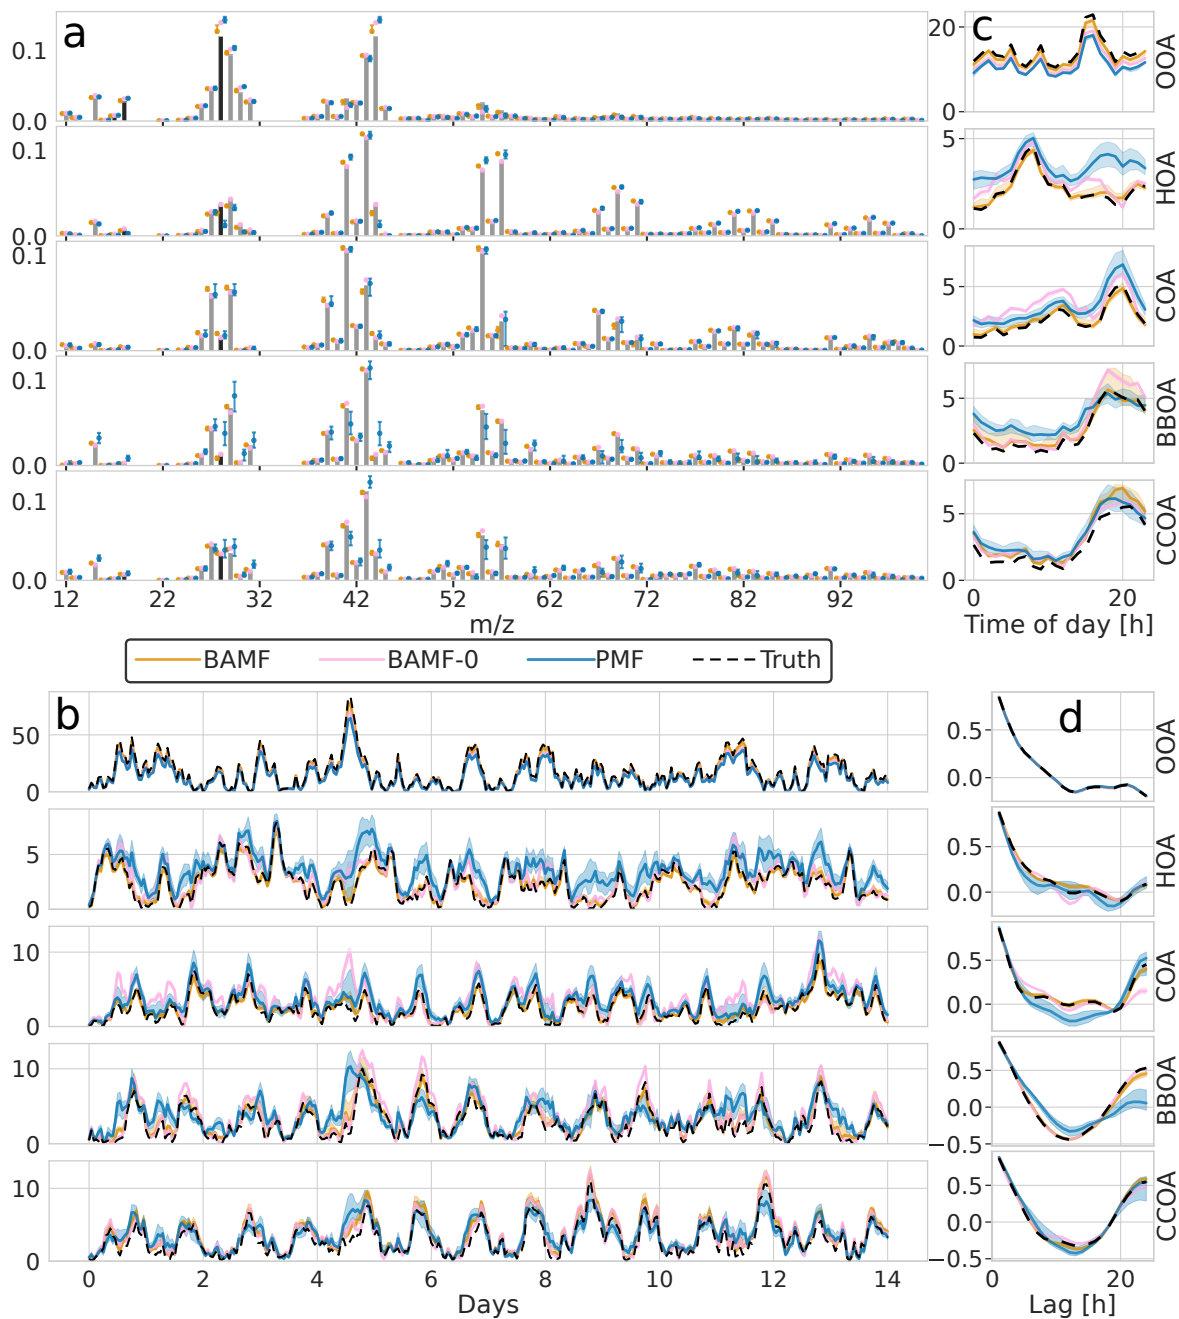 a
0.1
0.0
0.1
0.0
0.1
0.0
0.1
0.0
0.1
0.0
12 22 32 42 52 62 72 82 92
m/z
c
20
0
OOA
5
0
HOA
5
0
COA
5
0
BBOA
5
0
CCOA
0 20
Time of day [h]
BAMF BAMF-0 PMF Truth
b
50
0
5
0
10
0
10
0
10
0
0 2 4 6 8 10 12 14
Days
d
0.5
0.0
OOA
0.5
0.0
HOA
0.5
0.0
COA
0.5
0.0
−0.5
BBOA
0.5
0.0
−0.5
CCOA
0 20
Lag [h]